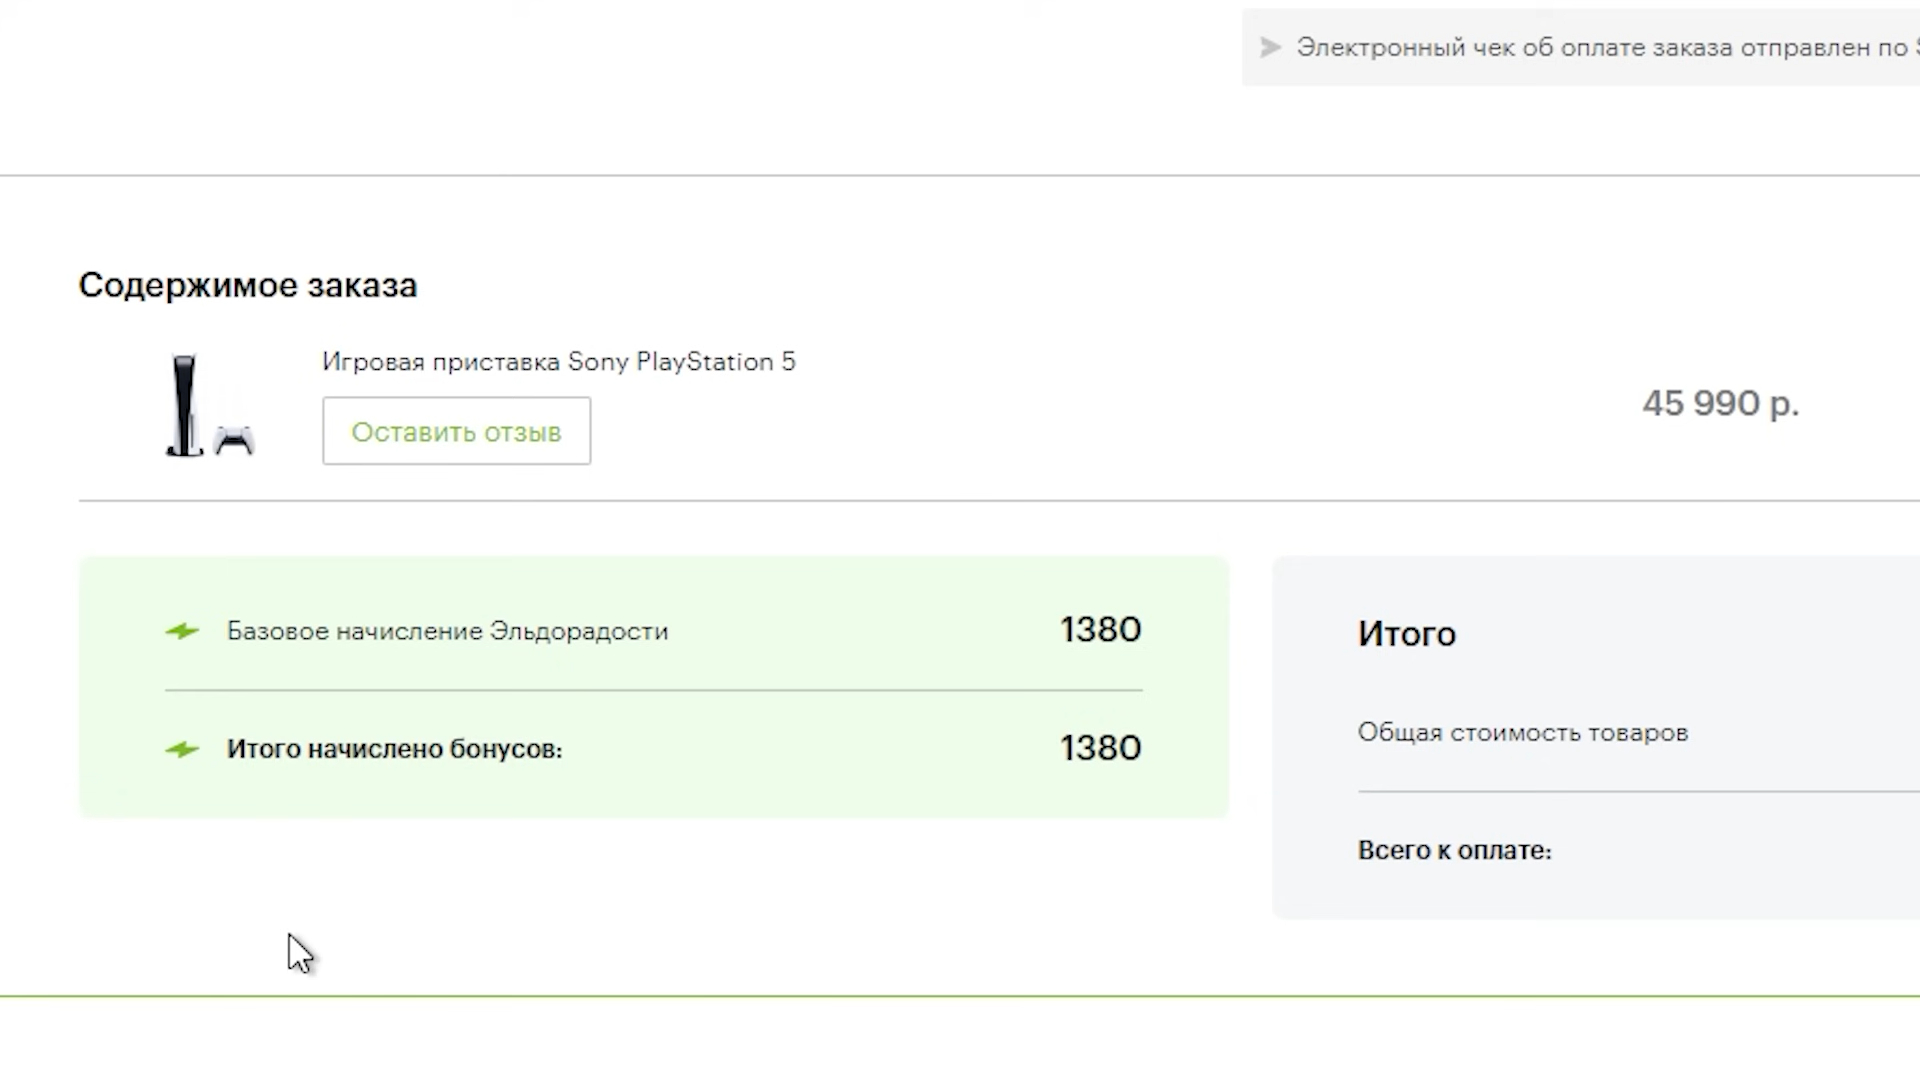 Электронный чек об оплате заказа отправлен по
Содержимое заказа
Игровая приставка Sony PlayStation 5
Оставить отзыв
45 990 р.
Базовое начисление Эльдорадости
1380
Итого начислено бонусов:
1380
Итого
Общая стоимость товаров
Всего к оплате: